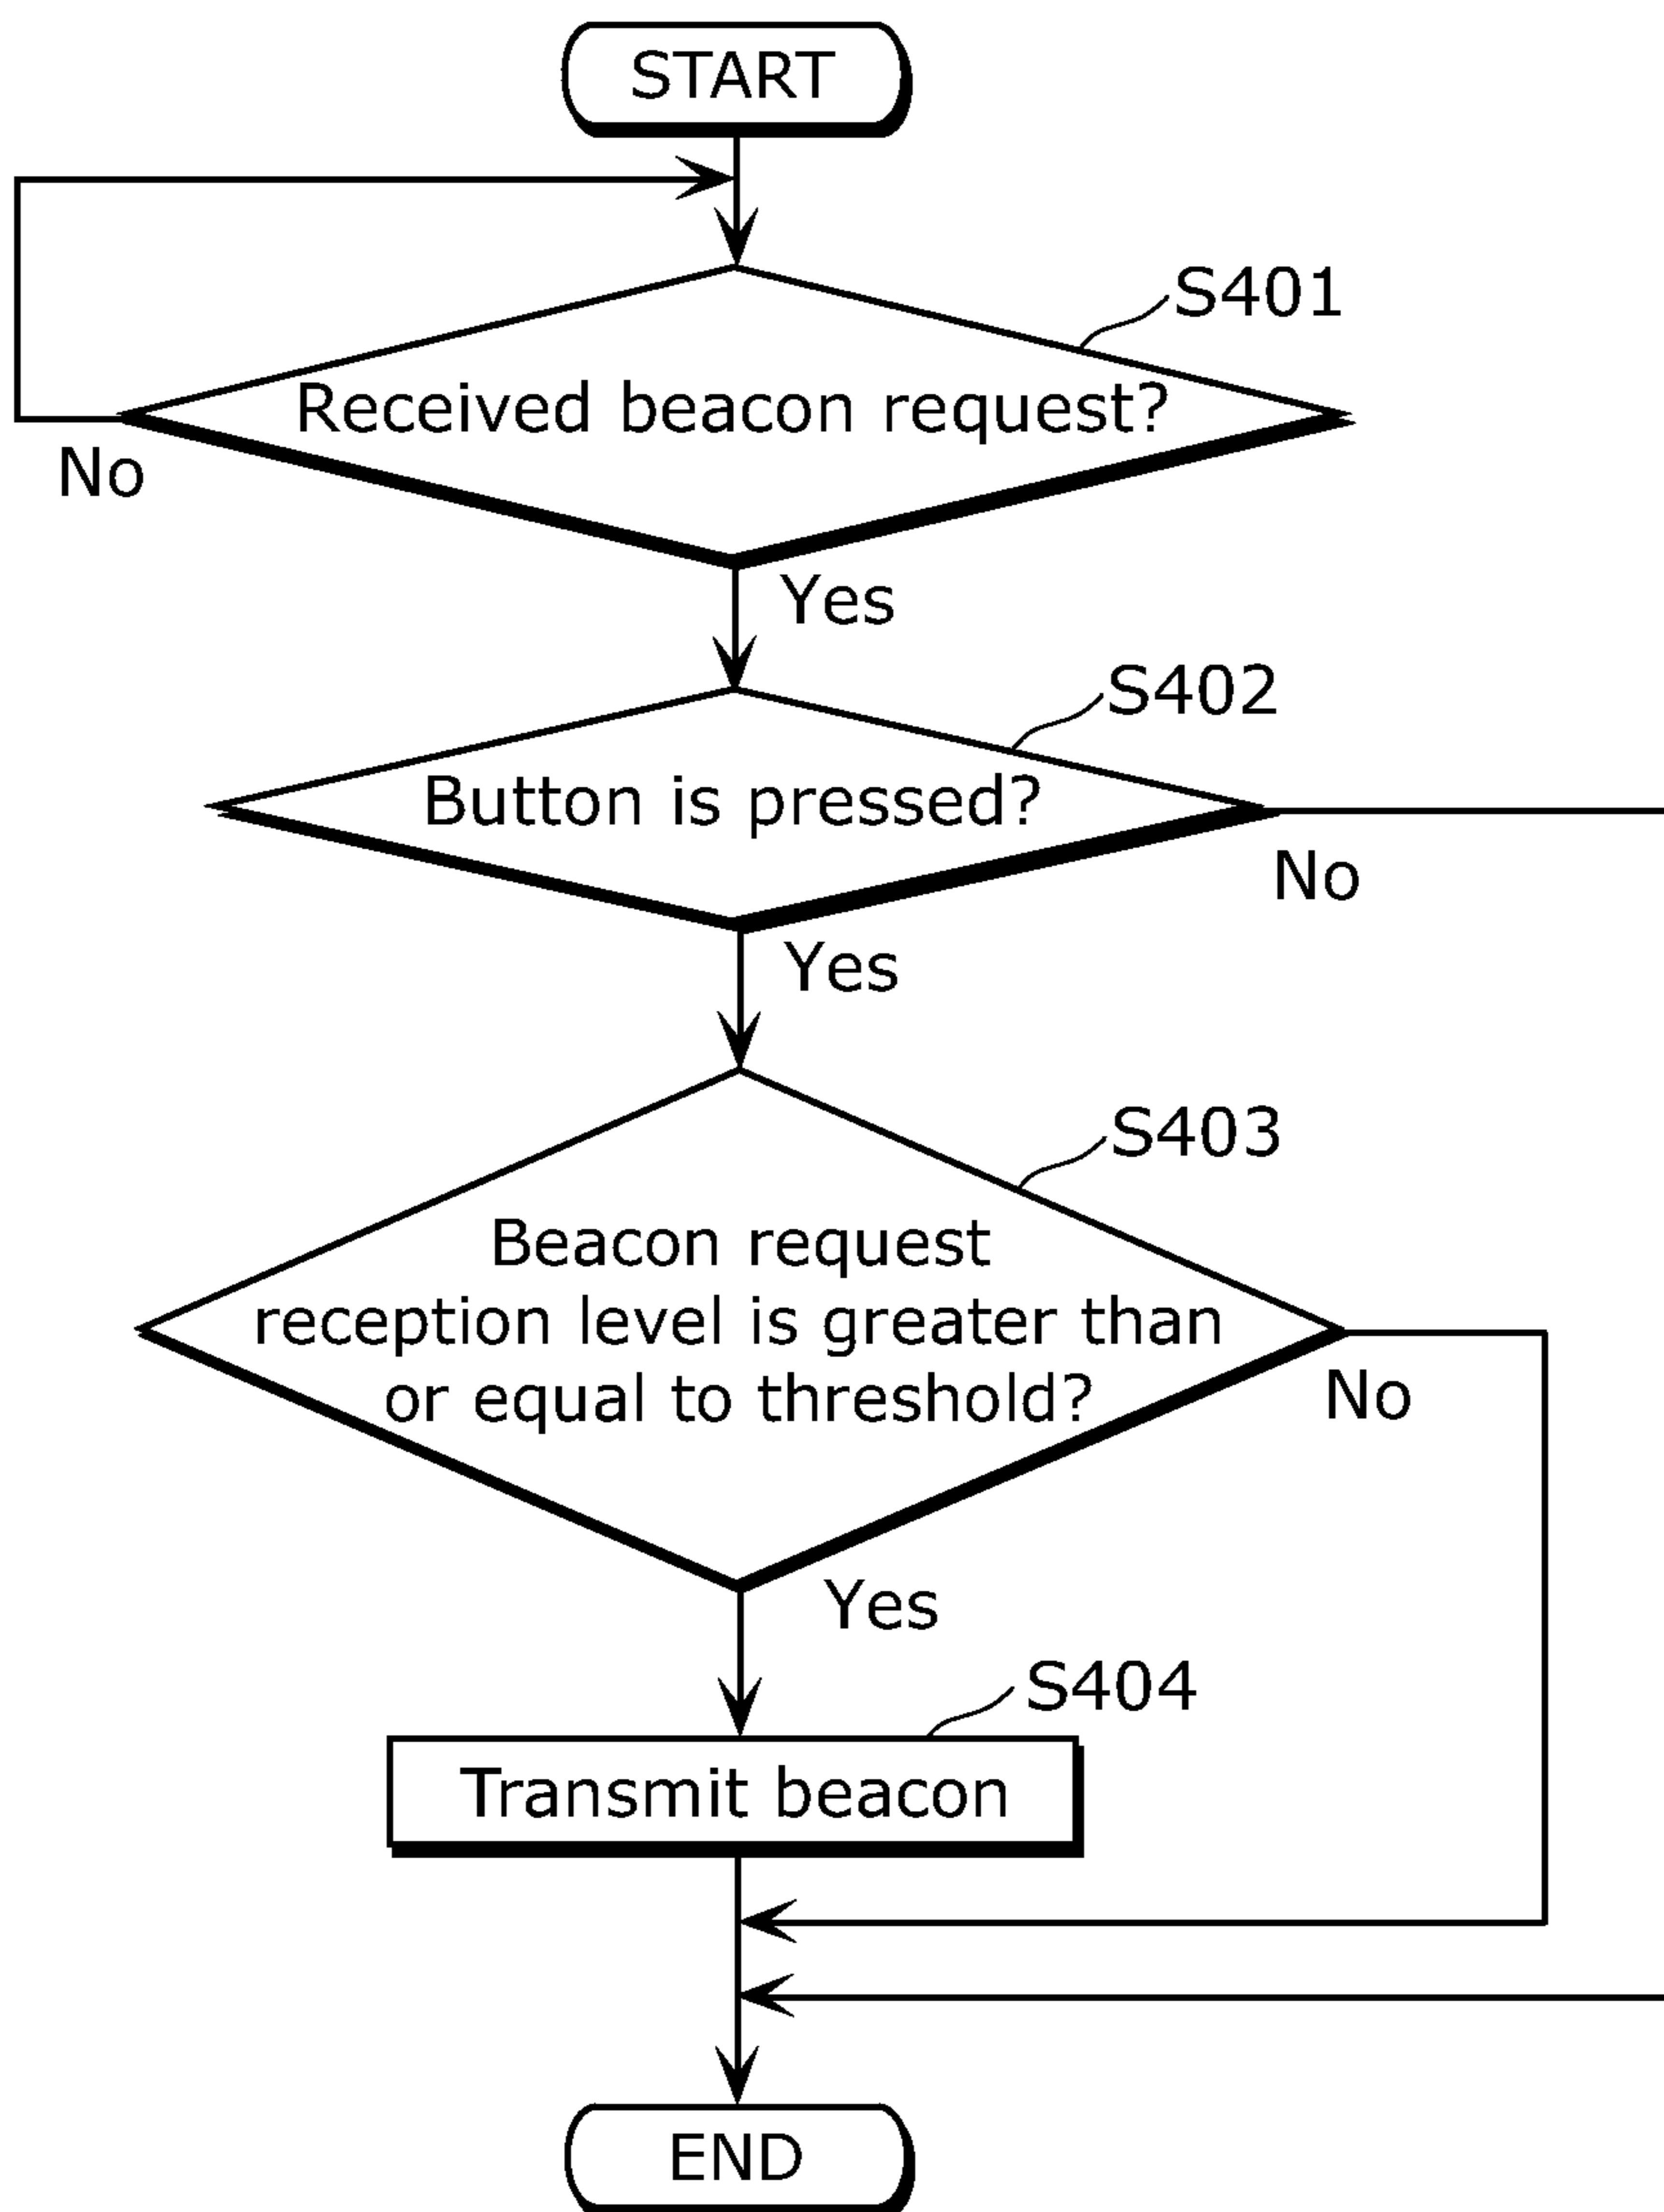 START
S401
Received beacon request?
No
Yes
S402
Button is pressed?
No
Yes
S403
Beacon request
reception level is greater than
or equal to threshold?
No
Yes
S404
Transmit beacon
END